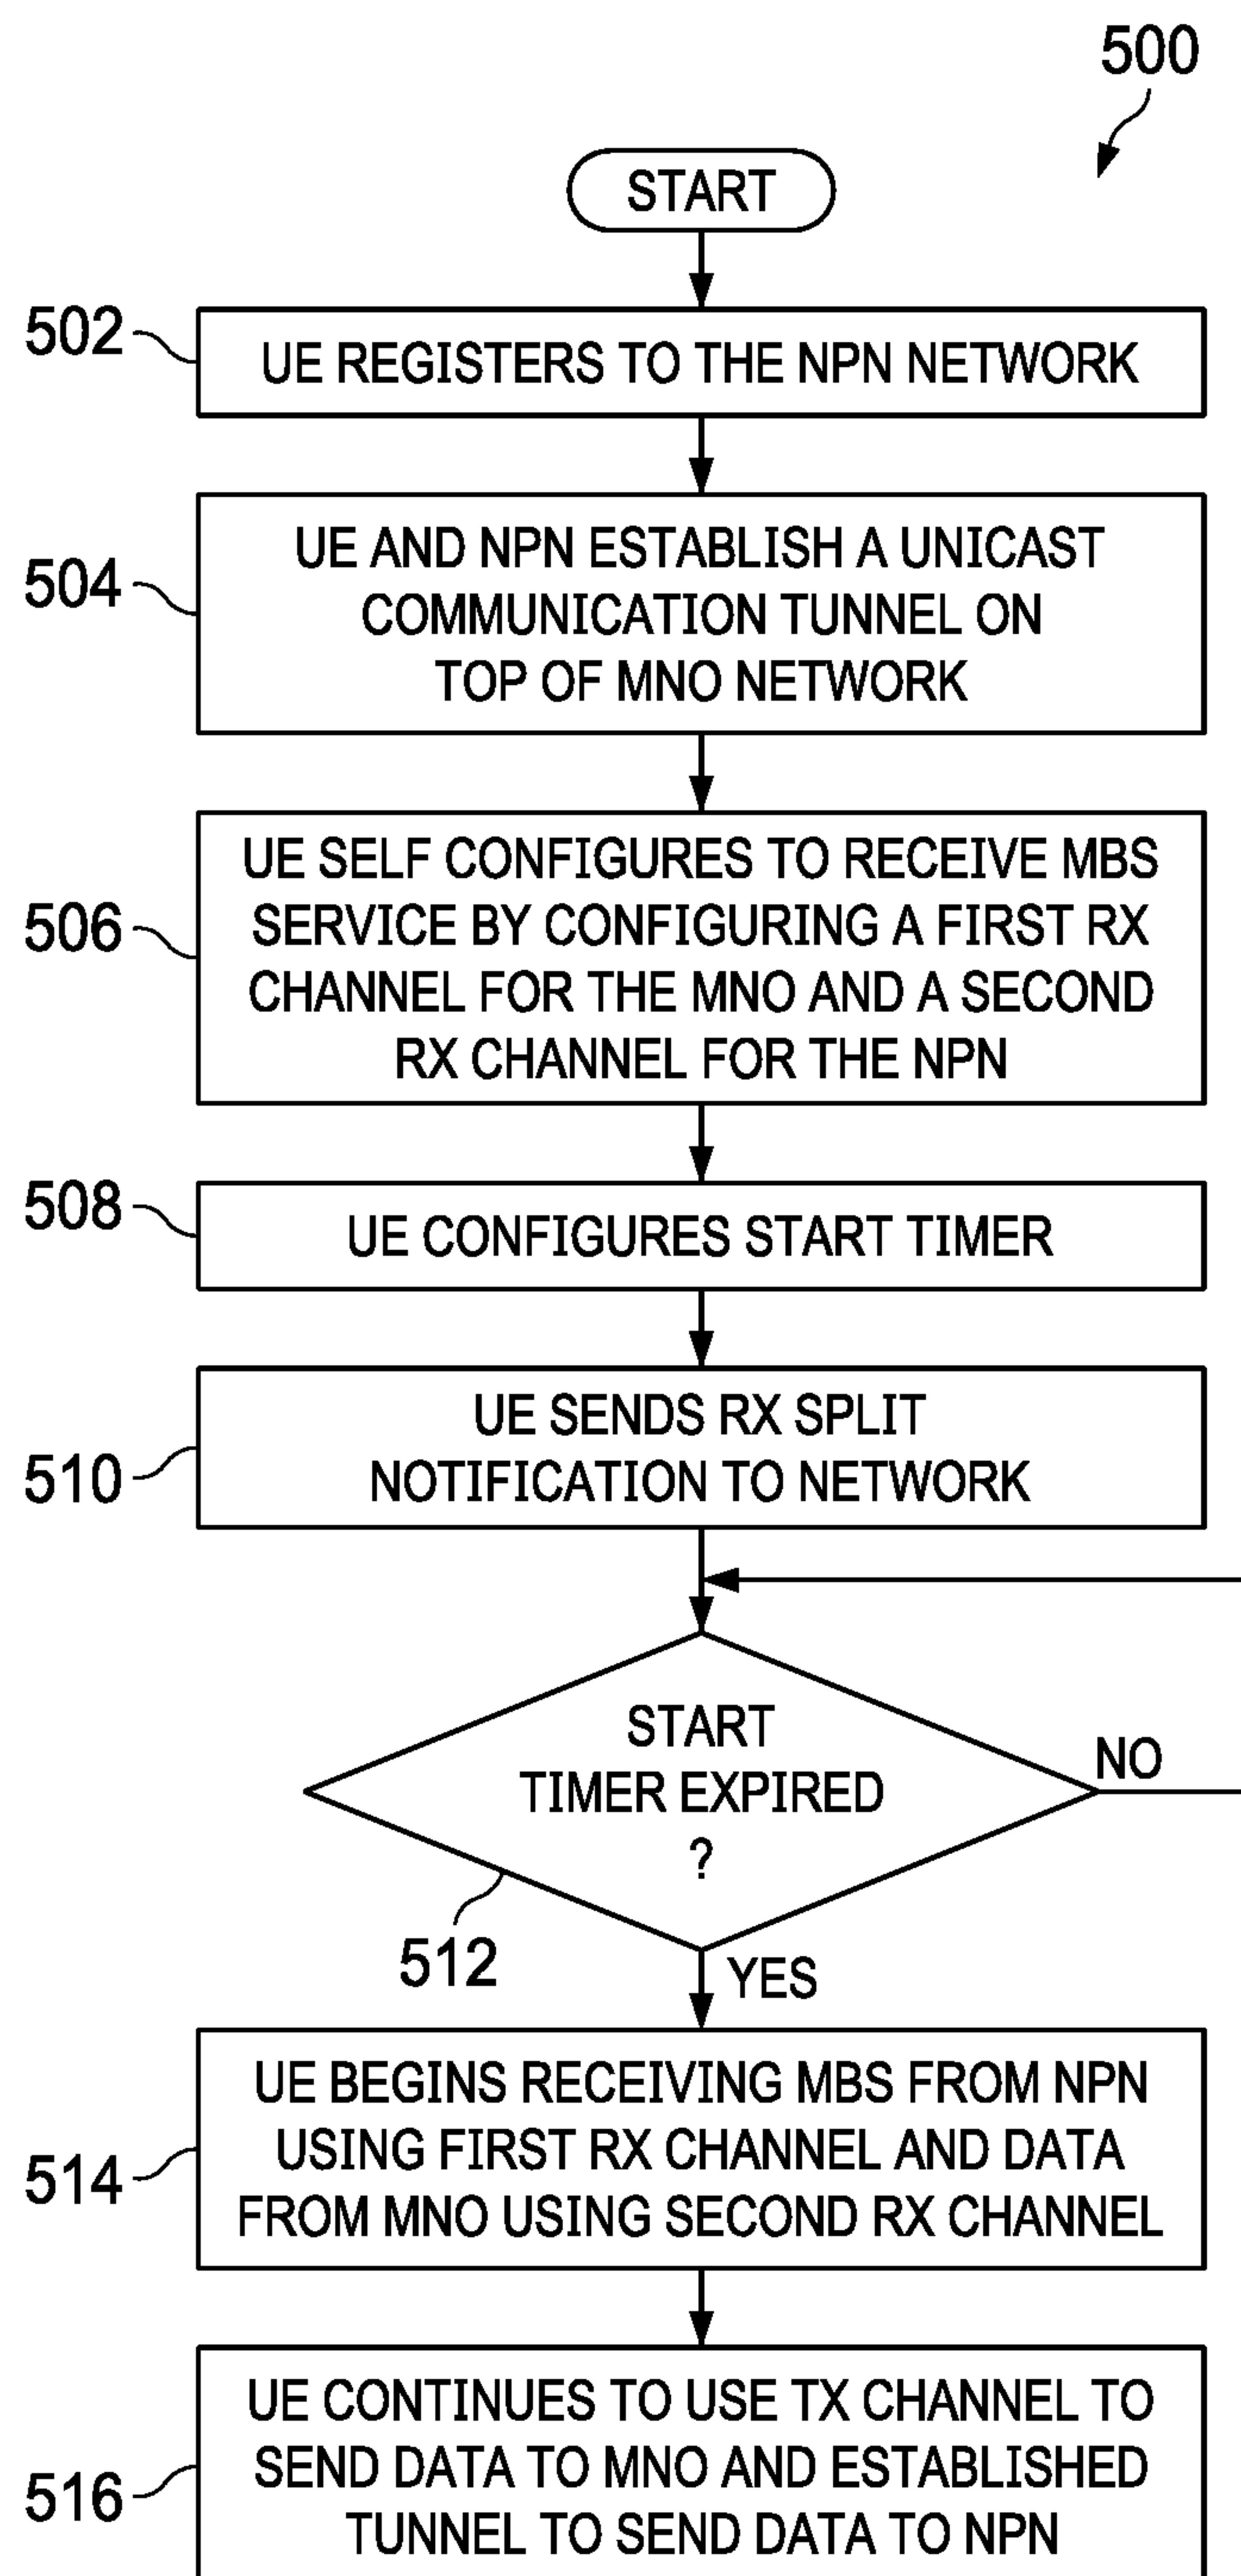 500
START
502
UE REGISTERS TO THE NPN NETWORK
504
UE AND NPN ESTABLISH A UNICAST
COMMUNICATION TUNNEL ON
TOP OF MNO NETWORK
506
UE SELF CONFIGURES TO RECEIVE MBS
SERVICE BY CONFIGURING A FIRST RX
CHANNEL FOR THE MNO AND A SECOND
RX CHANNEL FOR THE NPN
508
UE CONFIGURES START TIMER
510
UE SENDS RX SPLIT
NOTIFICATION TO NETWORK
START
TIMER EXPIRED
?
NO
512
YES
514
UE BEGINS RECEIVING MBS FROM NPN
USING FIRST RX CHANNEL AND DATA
FROM MNO USING SECOND RX CHANNEL
516
UE CONTINUES TO USE TX CHANNEL TO
SEND DATA TO MNO AND ESTABLISHED
TUNNEL TO SEND DATA TO NPN